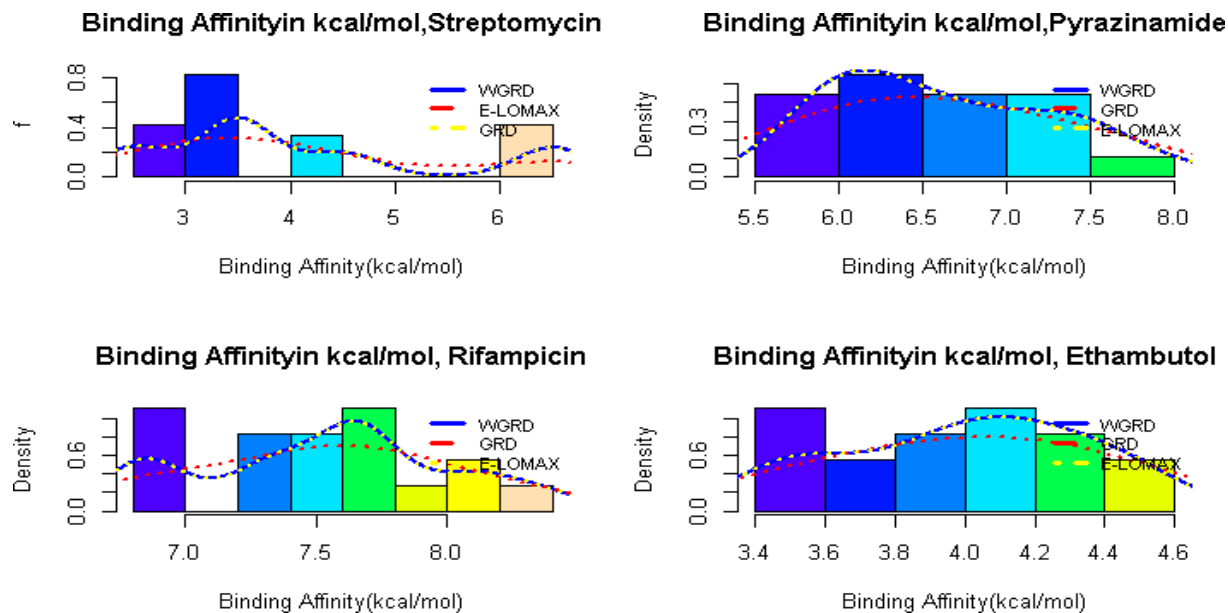 Binding Affinityin kcal/mol,Streptomycin
f
0.0 0.4 0.8
WGRD
E-LOMAX
GRD
3 4 5 6
Binding Affinity(kcal/mol)
Binding Affinityin kcal/mol,Pyrazinamide
Density
0.0 0.3
WGRD
GRD
E-LOMAX
5.5 6.0 6.5 7.0 7.5 8.0
Binding Affinity(kcal/mol)
Binding Affinityin kcal/mol, Rifampicin
Density
0.0 0.6
WGRD
GRD
E-LOMAX
7.0 7.5 8.0
Binding Affinity(kcal/mol)
Binding Affinityin kcal/mol, Ethambutol
Density
0.0 0.6
WGRD
GRD
E-LOMAX
3.4 3.6 3.8 4.0 4.2 4.4 4.6
Binding Affinity(kcal/mol)